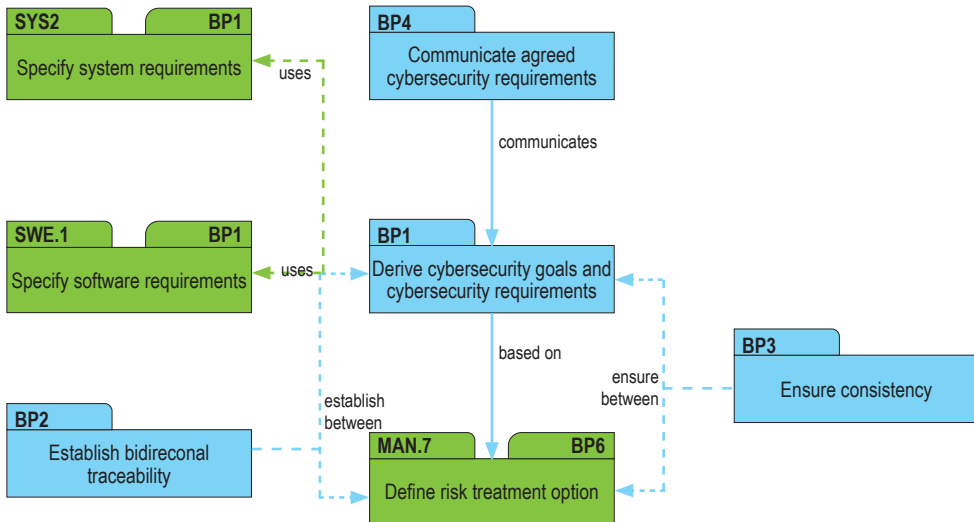 SYS2 BP1
Specify system requirements
BP4
Communicate agreed
cybersecurity requirements
uses
communicates
SWE.1 BP1
Specify software requirements
uses
BP1
Derive cybersecurity goals and
cybersecurity requirements
based on
BP3
Ensure consistency
ensure
between
establish
between
BP2
Establish bidireconal
traceability
MAN.7 BP6
Define risk treatment option